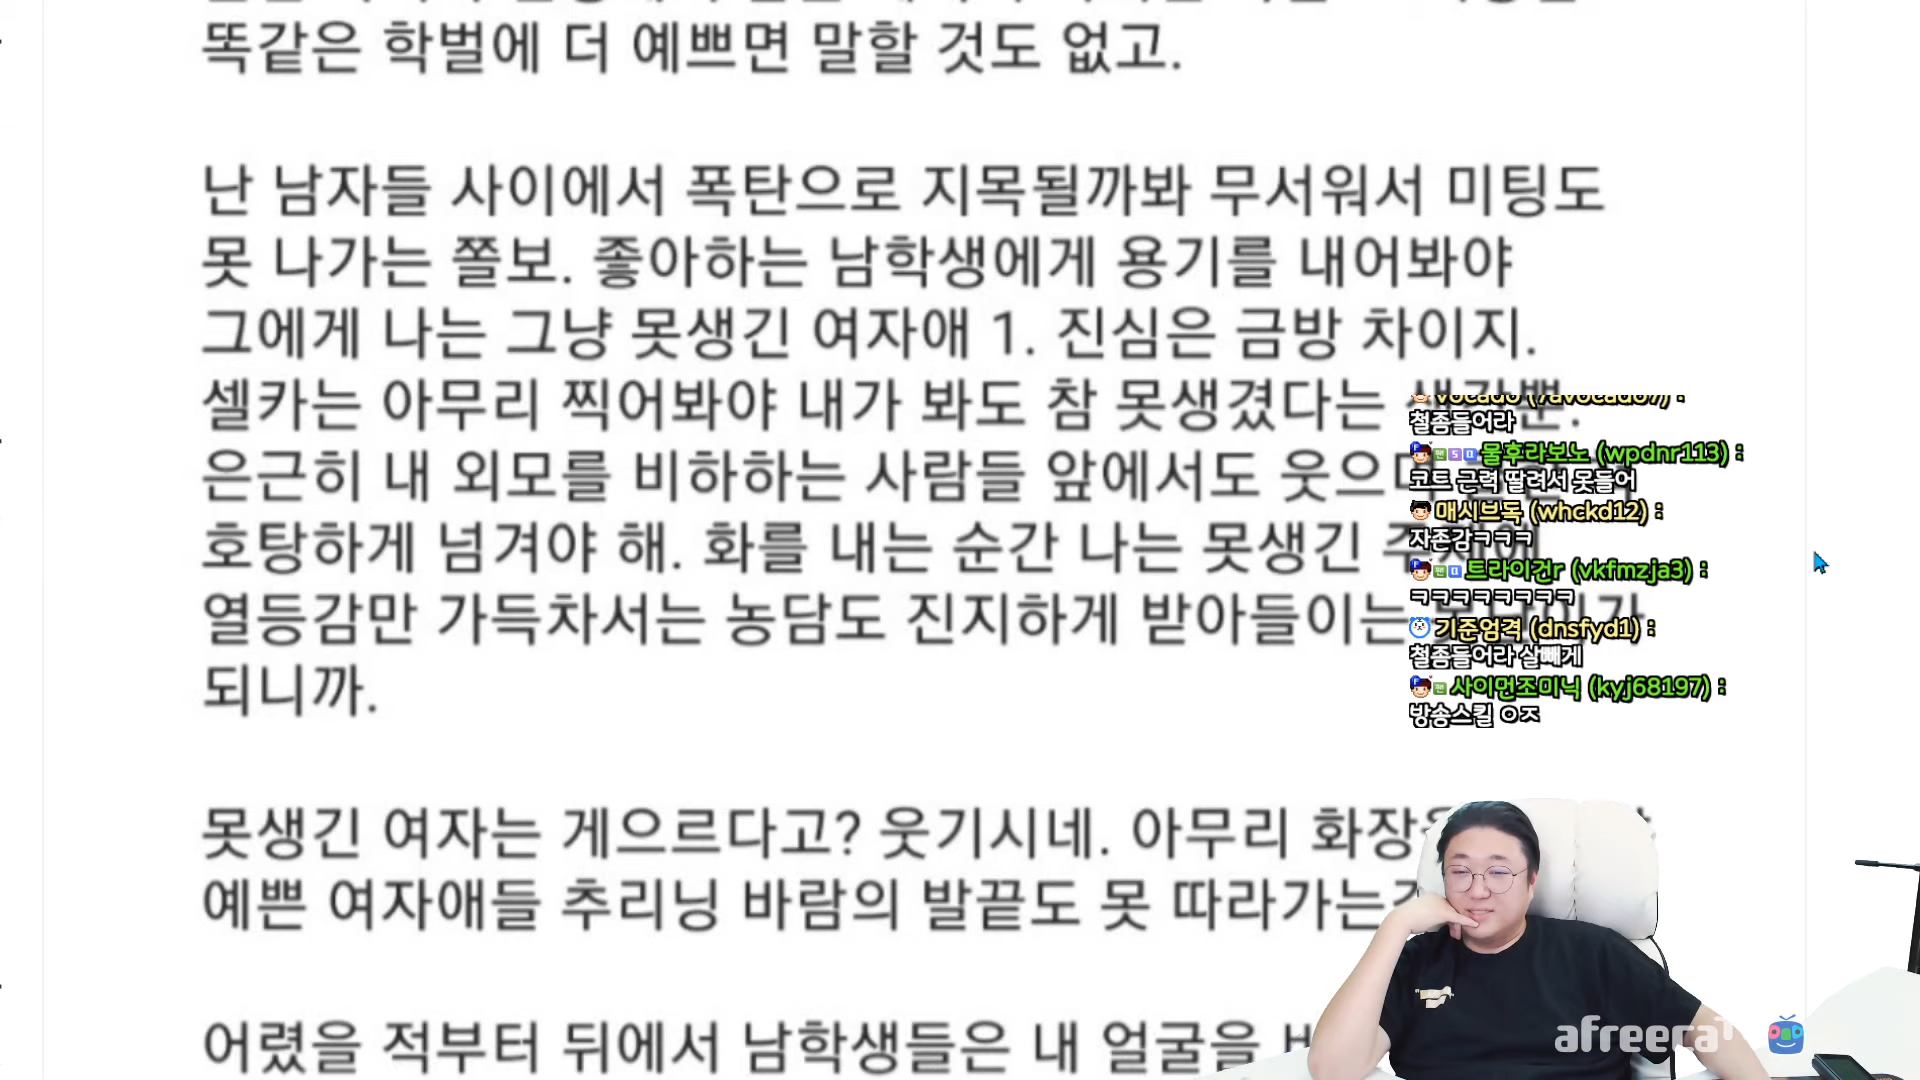 똑같은 학벌에 더 예쁘면 말할 것도 없고.
난 남자들 사이에서 폭탄으로 지목될까봐 무서워서 미팅도
못 나가는 쫄보. 좋아하는 남학생에게 용기를 내어봐야
그에게 나는 그냥 못생긴 여자애 1. 진심은 금방 차이지.
셀카는 아무리 찍어봐야 내가 봐도 참 못생겼다는
은근히 내 외모를 비하하는 사람들 앞에서도
호탕하게 넘겨야 해. 화를 내는 순간 나는 못생긴
열등감만 가득차서는 농담도 진지하게 받아들이는
되니까.
못생긴 여자는 게으르다고? 웃기시네. 아무리
예쁜 여자애들 추리닝 바람의 발끝도 못
어렸을 적부터 뒤에서 남학생들은 내 얼굴을
철좀들어라
물후라보노 (wpdnr113) :
코트 근력 딸려서 못들어
매시브독 (whckd12) :
자존감ㅋㅋㅋ
트라이건r (vkfmzja3) :
ㅋㅋㅋㅋㅋㅋㅋㅋㅋ
기준엄격 (dnsfyd1) :
철좀들어라 살빼게
사이먼조미닉 (kyj68197) :
방송스킬 ㅇㅈ